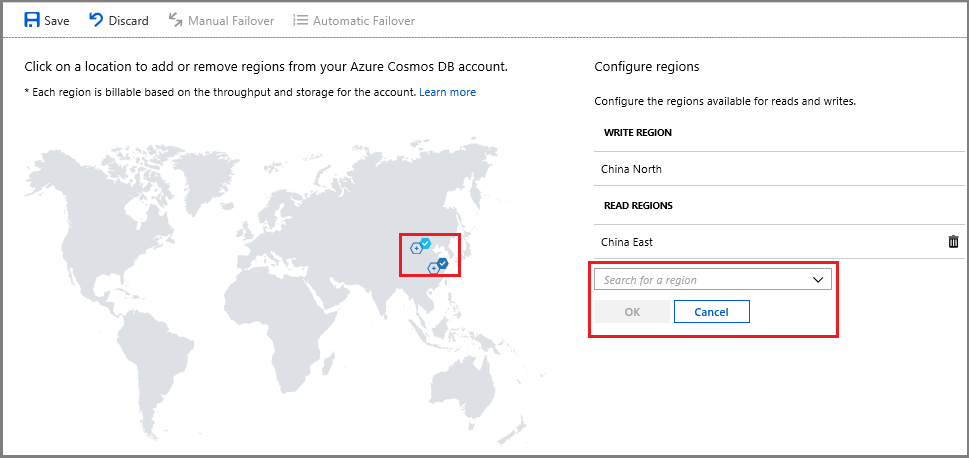 Save Discard Manual Failover Automatic Failover
Click on a location to add or remove regions from your Azure Cosmos DB account.
* Each region is billable based on the throughput and storage for the account. Learn more
Configure regions
Configure the regions available for reads and writes.
WRITE REGION
China North
READ REGIONS
China East
Search for a region
OK Cancel